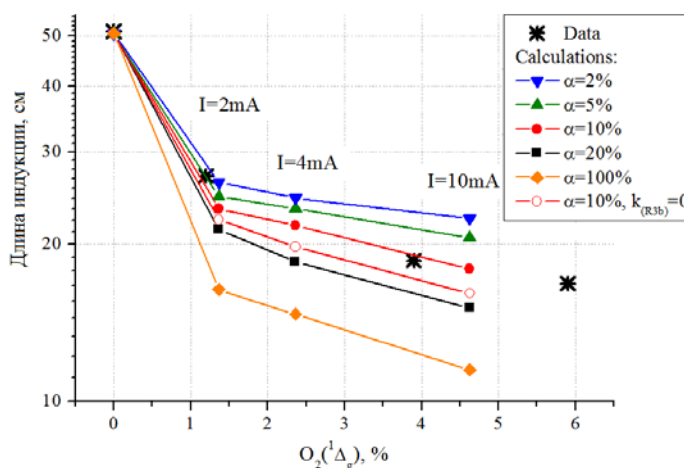 Длина индукции, см
50
40
30
20
10
I=2mA
I=4mA
I=10mA
Data
Calculations:
α=2%
α=5%
α=10%
α=20%
α=100%
α=10%, k(R3b)=0
0 1 2 3 4 5 6
O₂(¹Δg), %